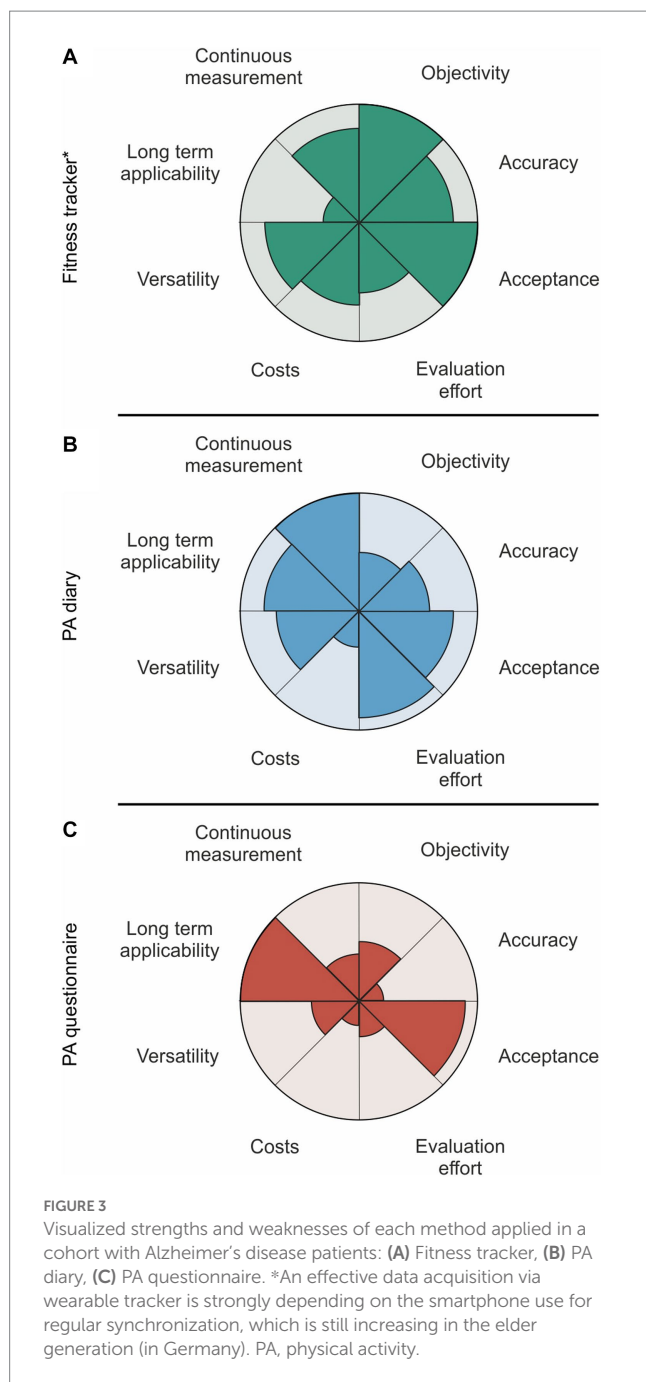 A
Continuous
measurement
Objectivity
Long term
applicability
Accuracy
Fitness tracker*
Versatility
Acceptance
Costs
Evaluation
effort
B
Continuous
measurement
Objectivity
Long term
applicability
Accuracy
PA diary
Versatility
Acceptance
Costs
Evaluation
effort
C
Continuous
measurement
Objectivity
Long term
applicability
Accuracy
PA questionnaire
Versatility
Acceptance
Costs
Evaluation
effort
FIGURE 3
Visualized strengths and weaknesses of each method applied in a
cohort with Alzheimer's disease patients: (A) Fitness tracker, (B) PA
diary, (C) PA questionnaire. *An effective data acquisition via
wearable tracker is strongly depending on the smartphone use for
regular synchronization, which is still increasing in the elder
generation (in Germany). PA, physical activity.